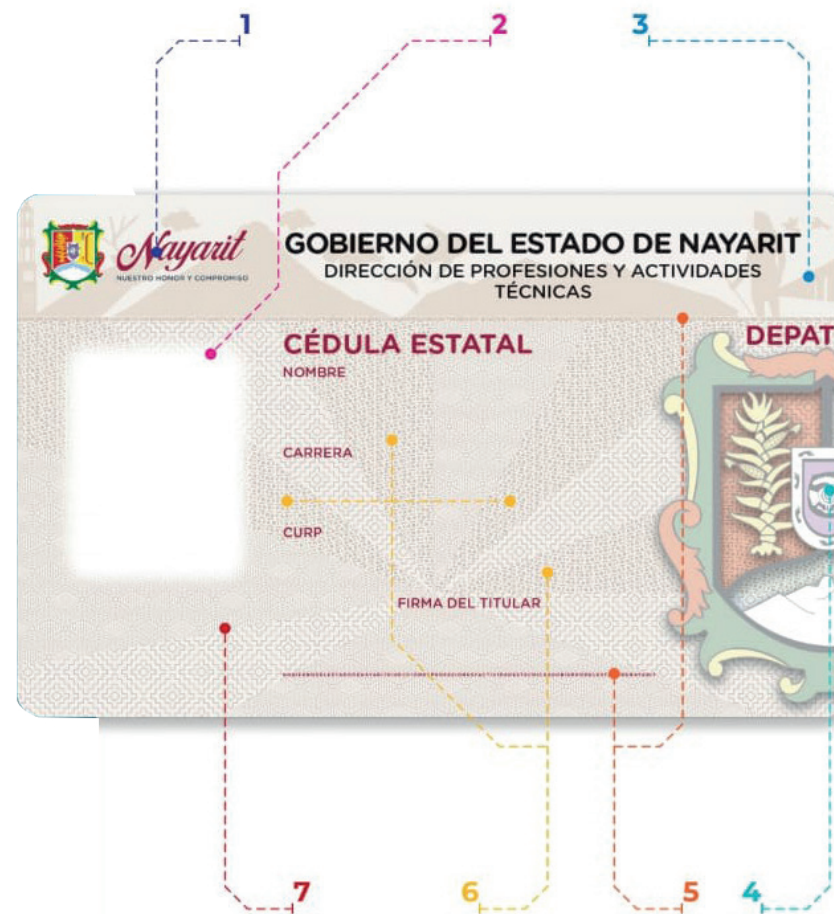 1
2
3
Nayarit
NUESTRO HONOR Y COMPROMISO
GOBIERNO DEL ESTADO DE NAYARIT
DIRECCIÓN DE PROFESIONES Y ACTIVIDADES
TÉCNICAS
CÉDULA ESTATAL
DEPAT
NOMBRE
CARRERA
CURP
FIRMA DEL TITULAR
7
6
5
4